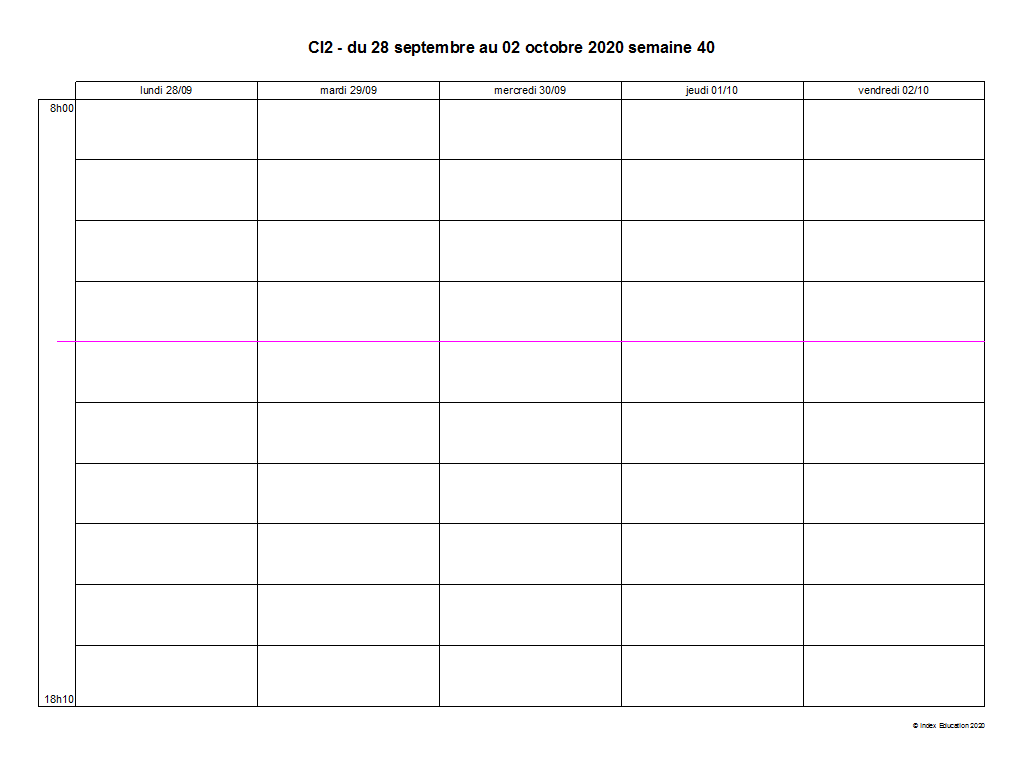 CI2 - du 28 septembre au 02 octobre 2020 semaine 40
lundi 28/09 mardi 29/09 mercredi 30/09 jeudi 01/10 vendredi 02/10
8h00
18h10
© Index Education 2020